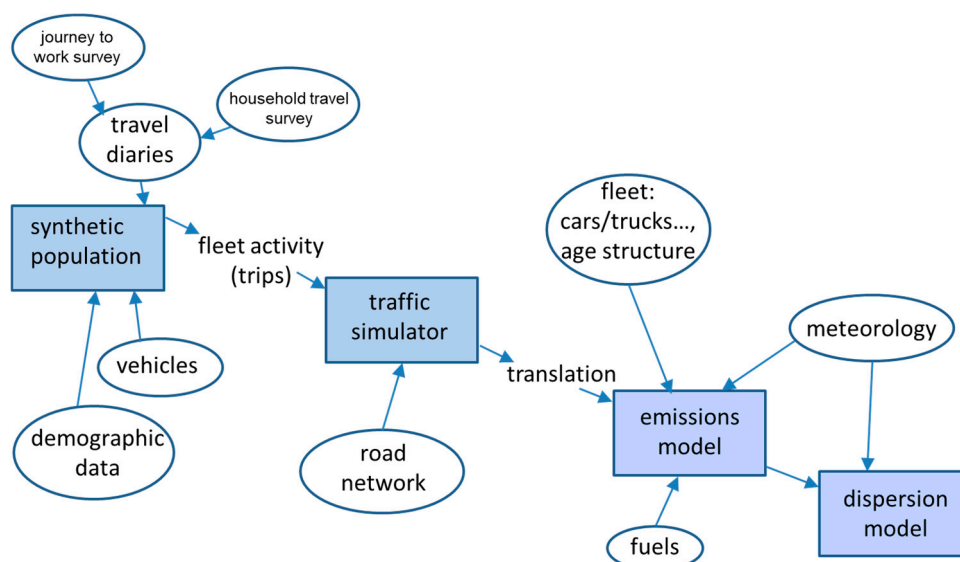 journey to
work survey
household travel
survey
travel
diaries
synthetic
population
fleet activity
(trips)
vehicles
demographic
data
traffic
simulator
road
network
translation
fleet:
cars/trucks...,
age structure
meteorology
emissions
model
fuels
dispersion
model